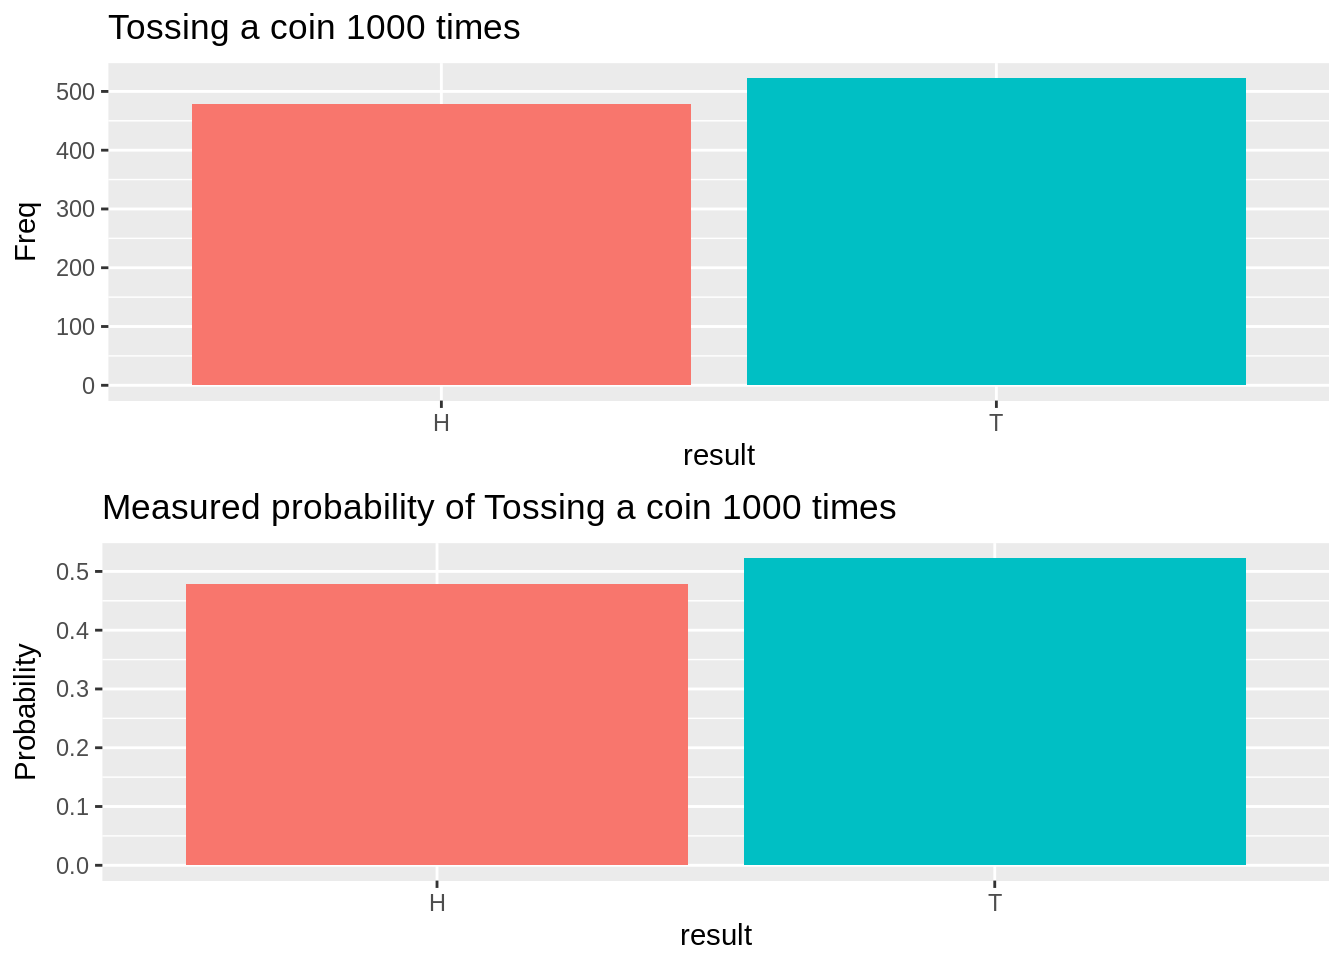 Tossing a coin 1000 times
Freq
500
400
300
200
100
0
H T
result
Measured probability of Tossing a coin 1000 times
Probability
0.5
0.4
0.3
0.2
0.1
0.0
H T
result